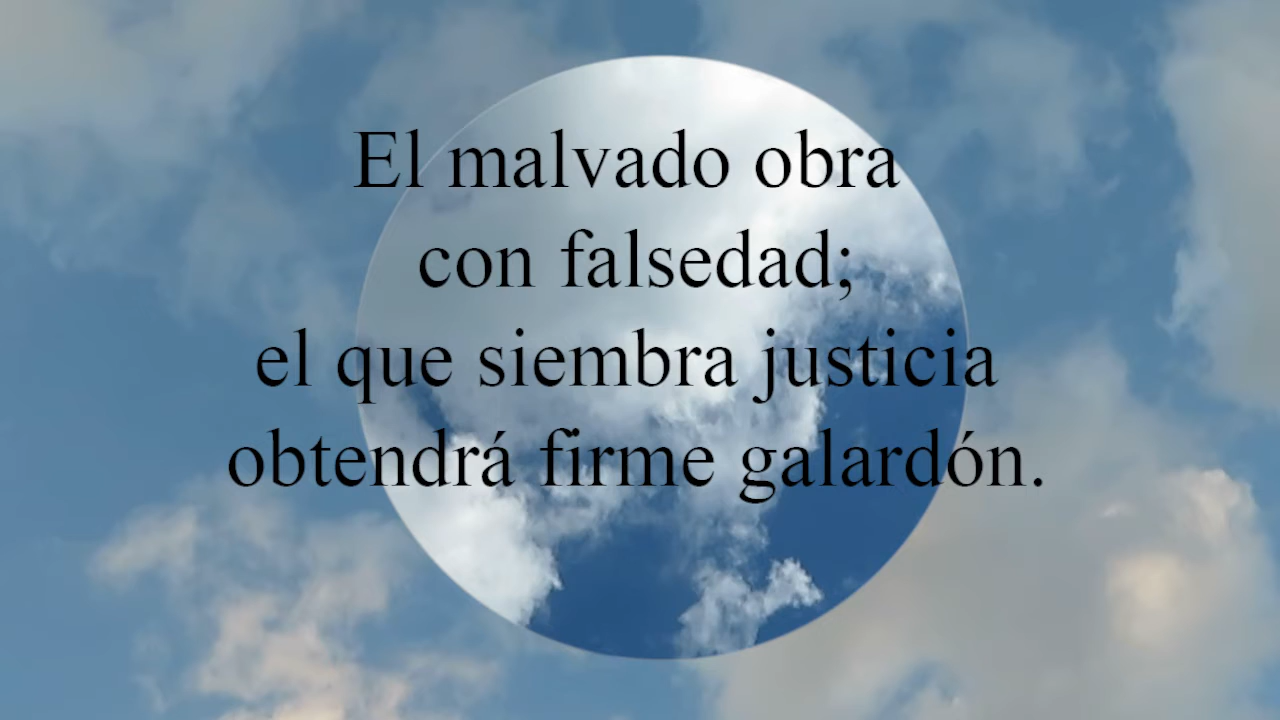 El malvado obra
con falsedad;
el que siembra justicia
obtendrá firme galardón.